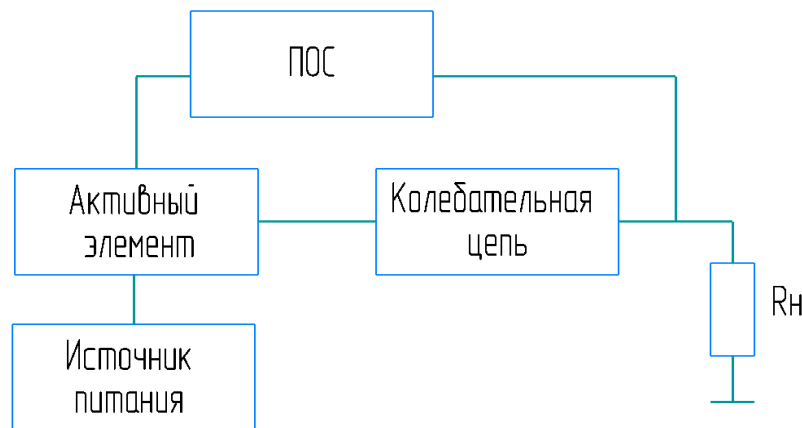 ПОС
Активный
элемент
Колебательная
цепь
Rн
Источник
питания